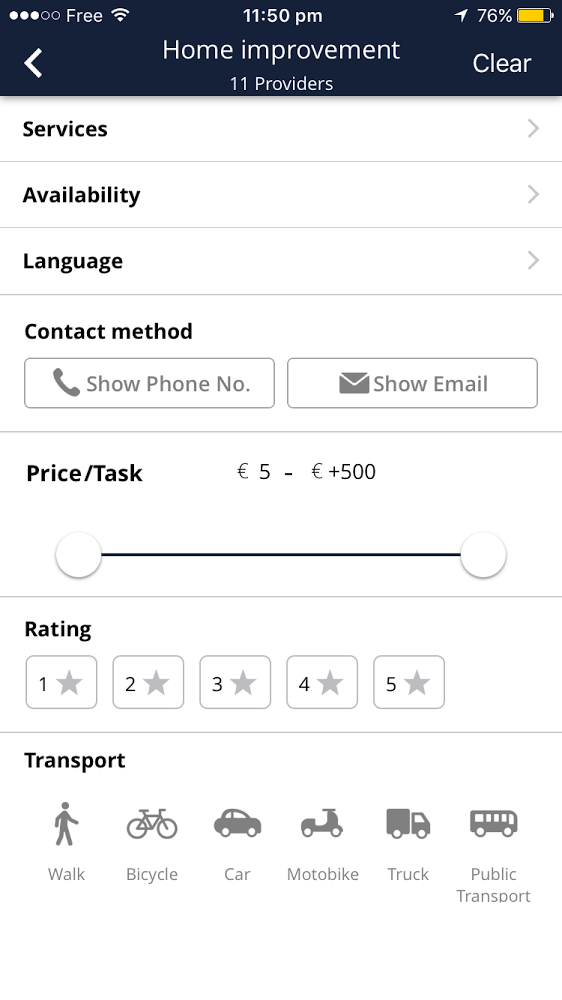 Free 11:50 pm 76%
Home improvement
Clear
11 Providers
Services
Availability
Language
Contact method
Show Phone No. Show Email
Price/Task € 5 - € +500
Rating
1 2 3 4 5
Transport
Walk Bicycle Car Motobike Truck Public
Transport